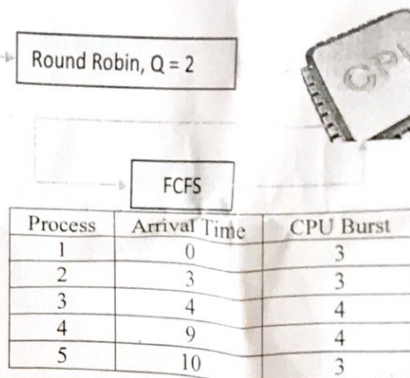 Round Robin, Q = 2
CPU
FCFS
Process Arrival Time CPU Burst
1 0 3
2 3 3
3 4 4
4 9 4
5 10 3